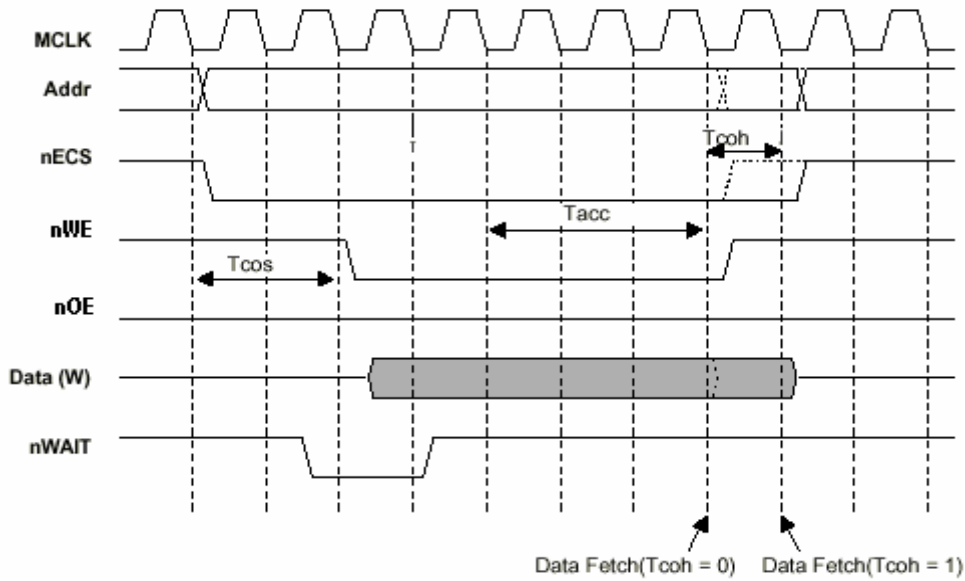 MCLK
Addr
T
Tcoh
nECS
Tacc
nWE
Tcos
nOE
Data (W)
nWAIT
Data Fetch(Tcoh = 0) Data Fetch(Tcoh = 1)